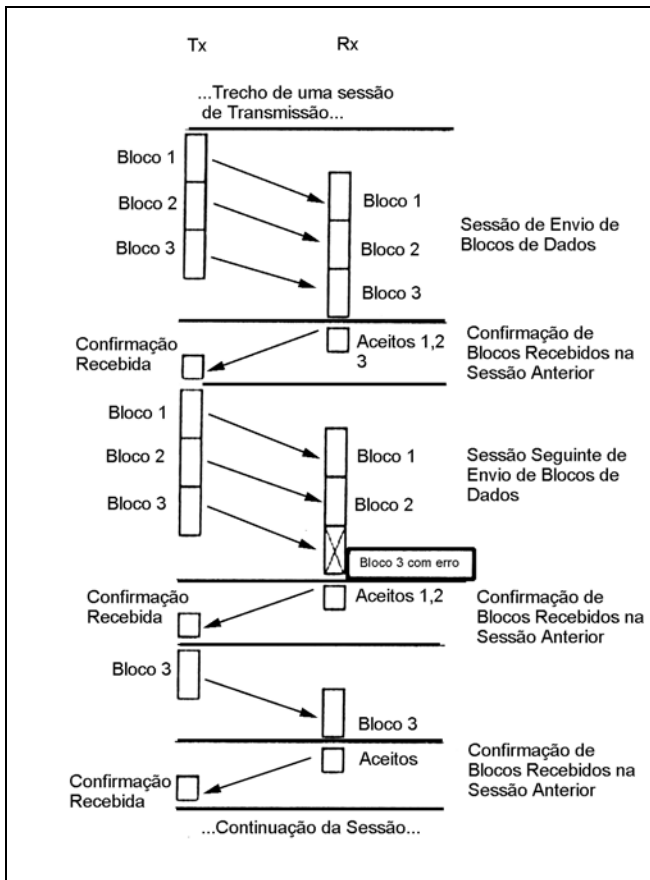 Tx Rx
...Trecho de uma sessão
de Transmissão...
Bloco 1
Bloco 2
Bloco 3
Bloco 1
Bloco 2
Bloco 3
Sessão de Envio de
Blocos de Dados
Confirmação
Recebida
Aceitos 1,2
3
Confirmação de
Blocos Recebidos na
Sessão Anterior
Bloco 1
Bloco 2
Bloco 3
Bloco 1
Bloco 2
Bloco 3 com erro
Sessão Seguinte de
Envio de Blocos de
Dados
Confirmação
Recebida
Aceitos 1,2
Confirmação de
Blocos Recebidos na
Sessão Anterior
Bloco 3
Bloco 3
Confirmação
Recebida
Aceitos
Confirmação de
Blocos Recebidos na
Sessão Anterior
...Continuação da Sessão...